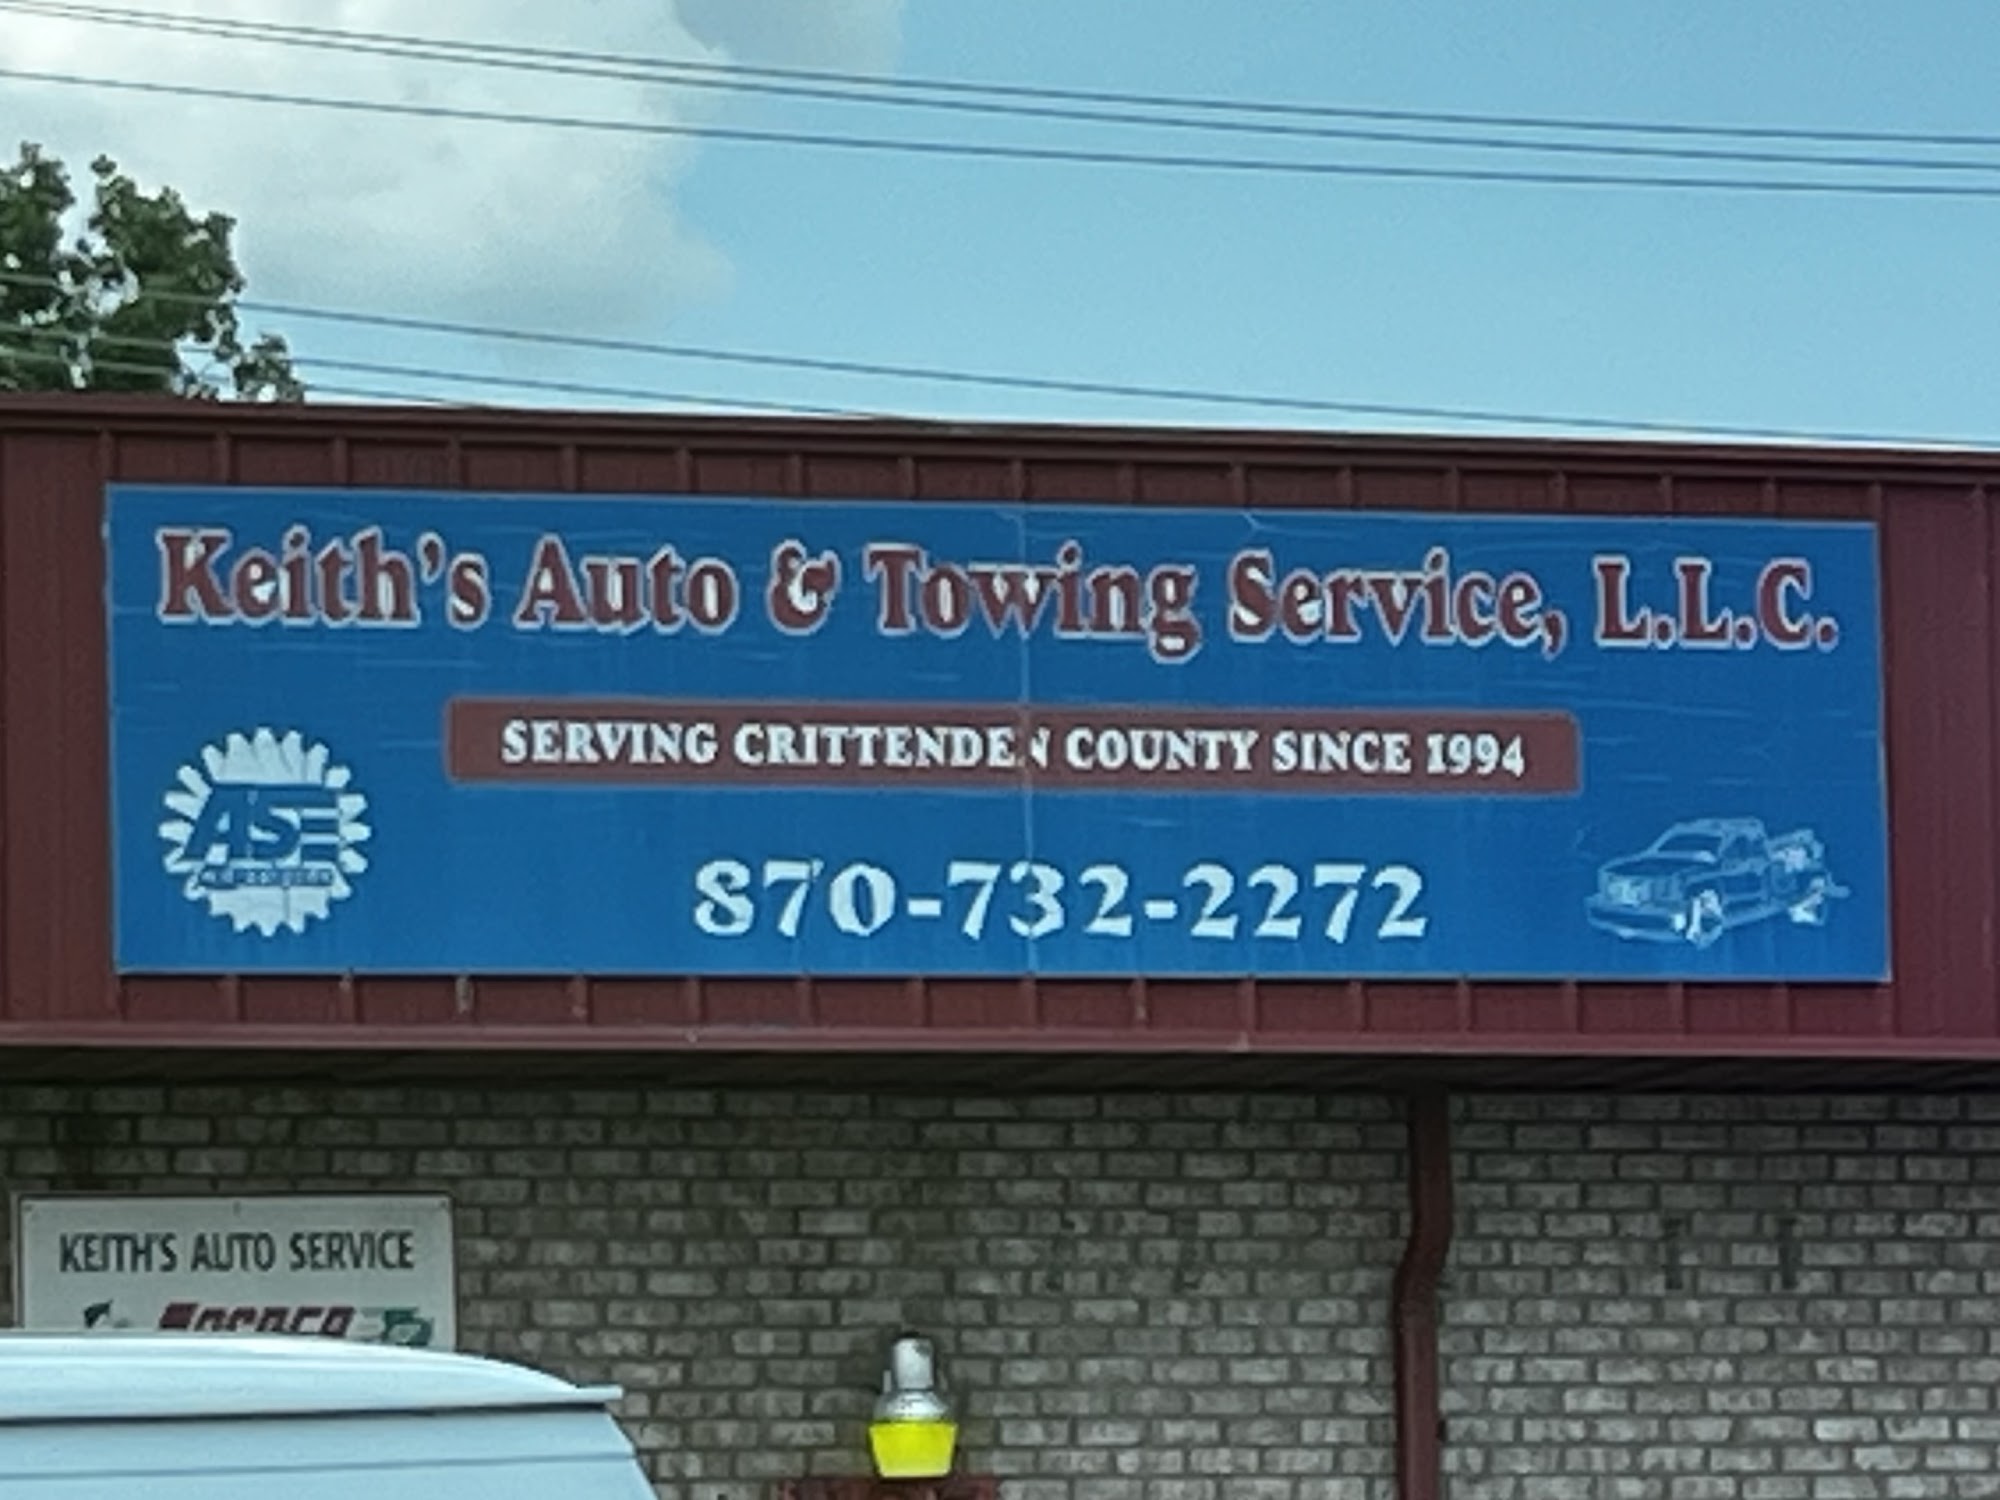 Keith's Auto & Towing Service, L.L.C.
SERVING CRITTENDEN COUNTY SINCE 1994
ASE
870-732-2272
KEITH'S AUTO SERVICE